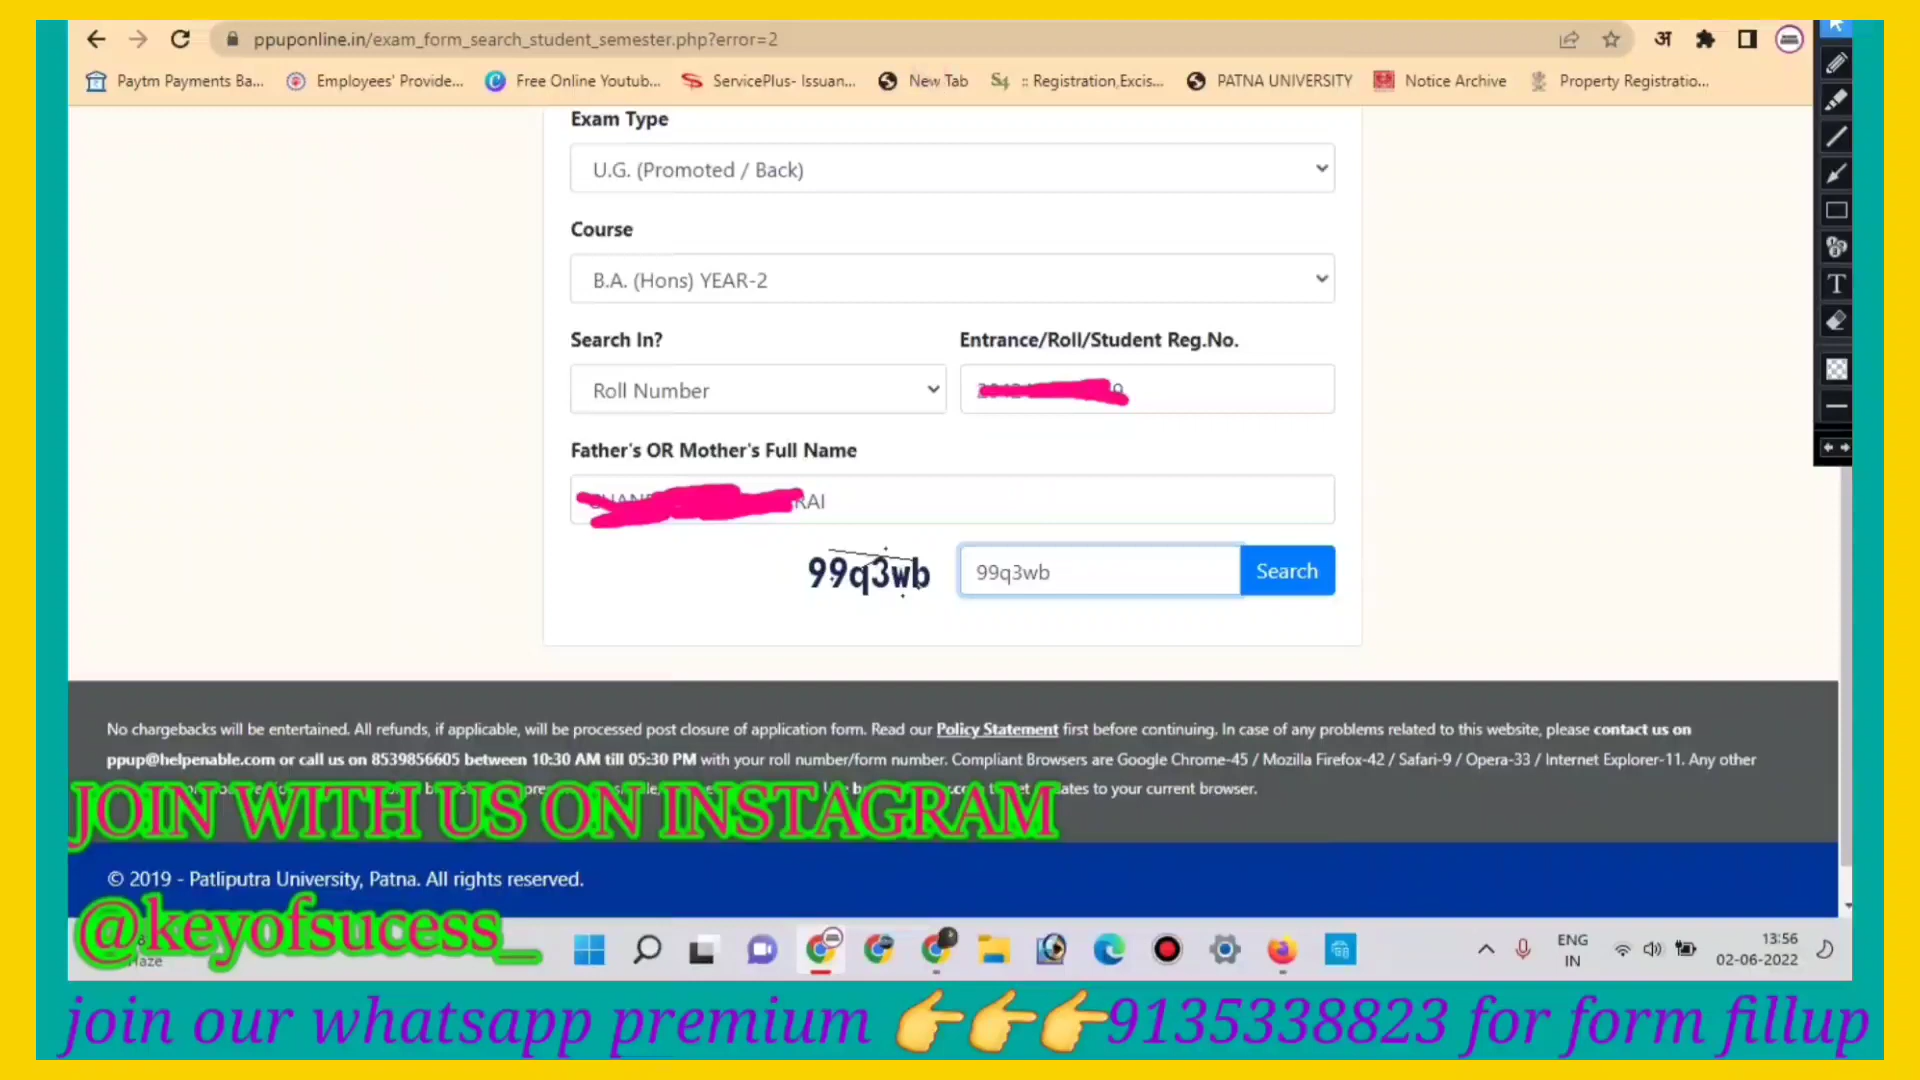 ppuponline.in/exam_form_search_student_semester.php?error=2
अ
Paytm Payments Ba... Employees' Provide... Free Online Youtub... ServicePlus- Issuan... New Tab :: Registration,Excis... PATNA UNIVERSITY Notice Archive Property Registratio...
Exam Type
U.G. (Promoted / Back)
Course
B.A. (Hons) YEAR-2
Search In? Entrance/Roll/Student Reg.No.
Roll Number
Father's OR Mother's Full Name
RAI
99q3wb 99q3wb Search
No chargebacks will be entertained. All refunds, if applicable, will be processed post closure of application form. Read our Policy Statement first before continuing. In case of any problems related to this website, please contact us on
ppup@helpenable.com or call us on 8539856605 between 10:30 AM till 05:30 PM with your roll number/form number. Compliant Browsers are Google Chrome-45 / Mozilla Firefox-42 / Safari-9 / Opera-33 / Internet Explorer-11. Any other
to your current browser.
JOIN WITH US ON INSTAGRAM
© 2019 - Patliputra University, Patna. All rights reserved.
@keyofsucess_
Haze
ENG
IN
13:56
02-06-2022
join our whatsapp premium 👉👉👉9135338823 for form fillup